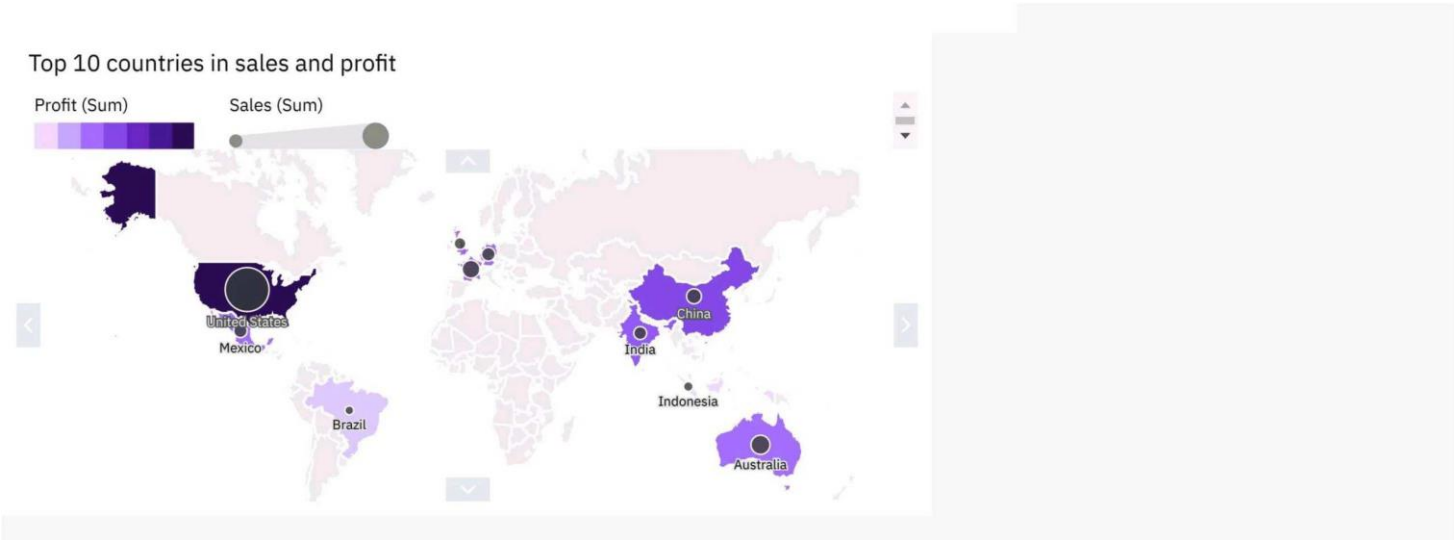 Top 10 countries in sales and profit
Profit (Sum)
Sales (Sum)
United States
Mexico
China
India
Indonesia
Brazil
Australia